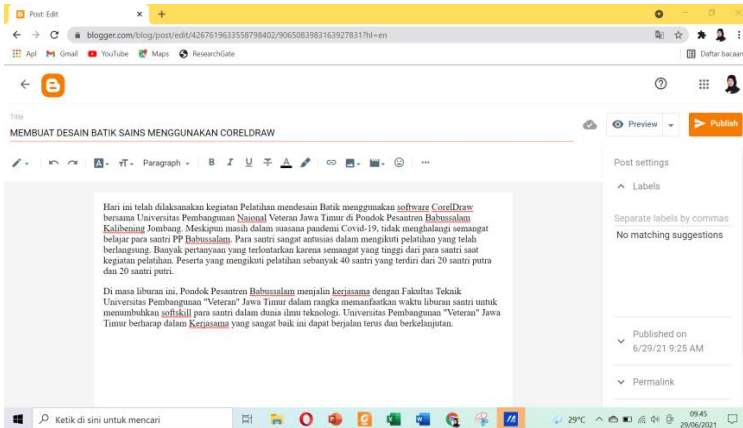 Post: Edit
blogger.com/blog/post/edit/4267619633558798402/9065083983163927831?hl=en
Apl Gmail YouTube Maps ResearchGate Daftar bacaan
Title
MEMBUAT DESAIN BATIK SAINS MENGGUNAKAN CORELDRAW
Preview Publish
Paragraph B I U A
Post settings
Labels
Separate labels by commas
No matching suggestions
Hari ini telah dilaksanakan kegiatan Pelatihan mendesain Batik menggunakan software CorelDraw
bersama Universitas Pembangunan Naional Veteran Jawa Timur di Pondok Pesantren Babussalam
Kalibening Jombang. Meskipun masih dalam suasana pandemi Covid-19, tidak menghalangi semangat
belajar para santri PP Babussalam. Para santri sangat antusias dalam mengikuti pelatihan yang telah
berlangsung. Banyak pertanyaan yang terlontarkan karena semangat yang tinggi dari para santri saat
kegiatan pelatihan. Peserta yang mengikuti pelatihan sebanyak 40 santri yang terdiri dari 20 santri putra
dan 20 santri putri.
Di masa liburan ini, Pondok Pesantren Babussalam menjalin kerjasama dengan Fakultas Teknik
Universitas Pembangunan "Veteran" Jawa Timur dalam rangka memanfaatkan waktu liburan santri untuk
menumbuhkan softskill para santri dalam dunia ilmu teknologi. Universitas Pembangunan "Veteran" Jawa
Timur berharap dalam Kerjasama yang sangat baik ini dapat berjalan terus dan berkelanjutan.
Published on
6/29/21 9:25 AM
Permalink
Ketik di sini untuk mencari
29°C
09.45
29/06/2021